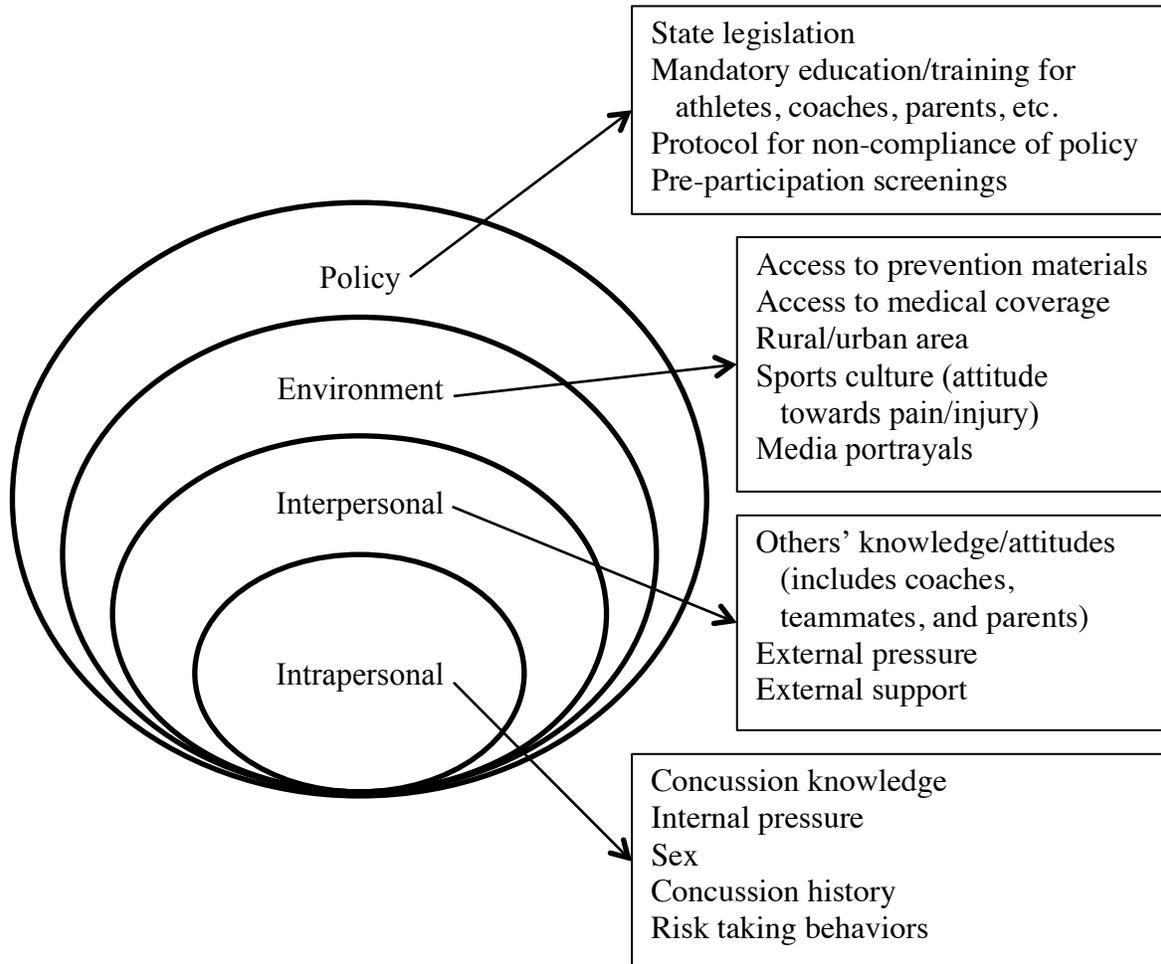 State legislation
Mandatory education/training for
athletes, coaches, parents, etc.
Protocol for non-compliance of policy
Pre-participation screenings
Policy
Access to prevention materials
Access to medical coverage
Rural/urban area
Sports culture (attitude
towards pain/injury)
Media portrayals
Environment
Interpersonal
Others’ knowledge/attitudes
(includes coaches,
teammates, and parents)
External pressure
External support
Intrapersonal
Concussion knowledge
Internal pressure
Sex
Concussion history
Risk taking behaviors